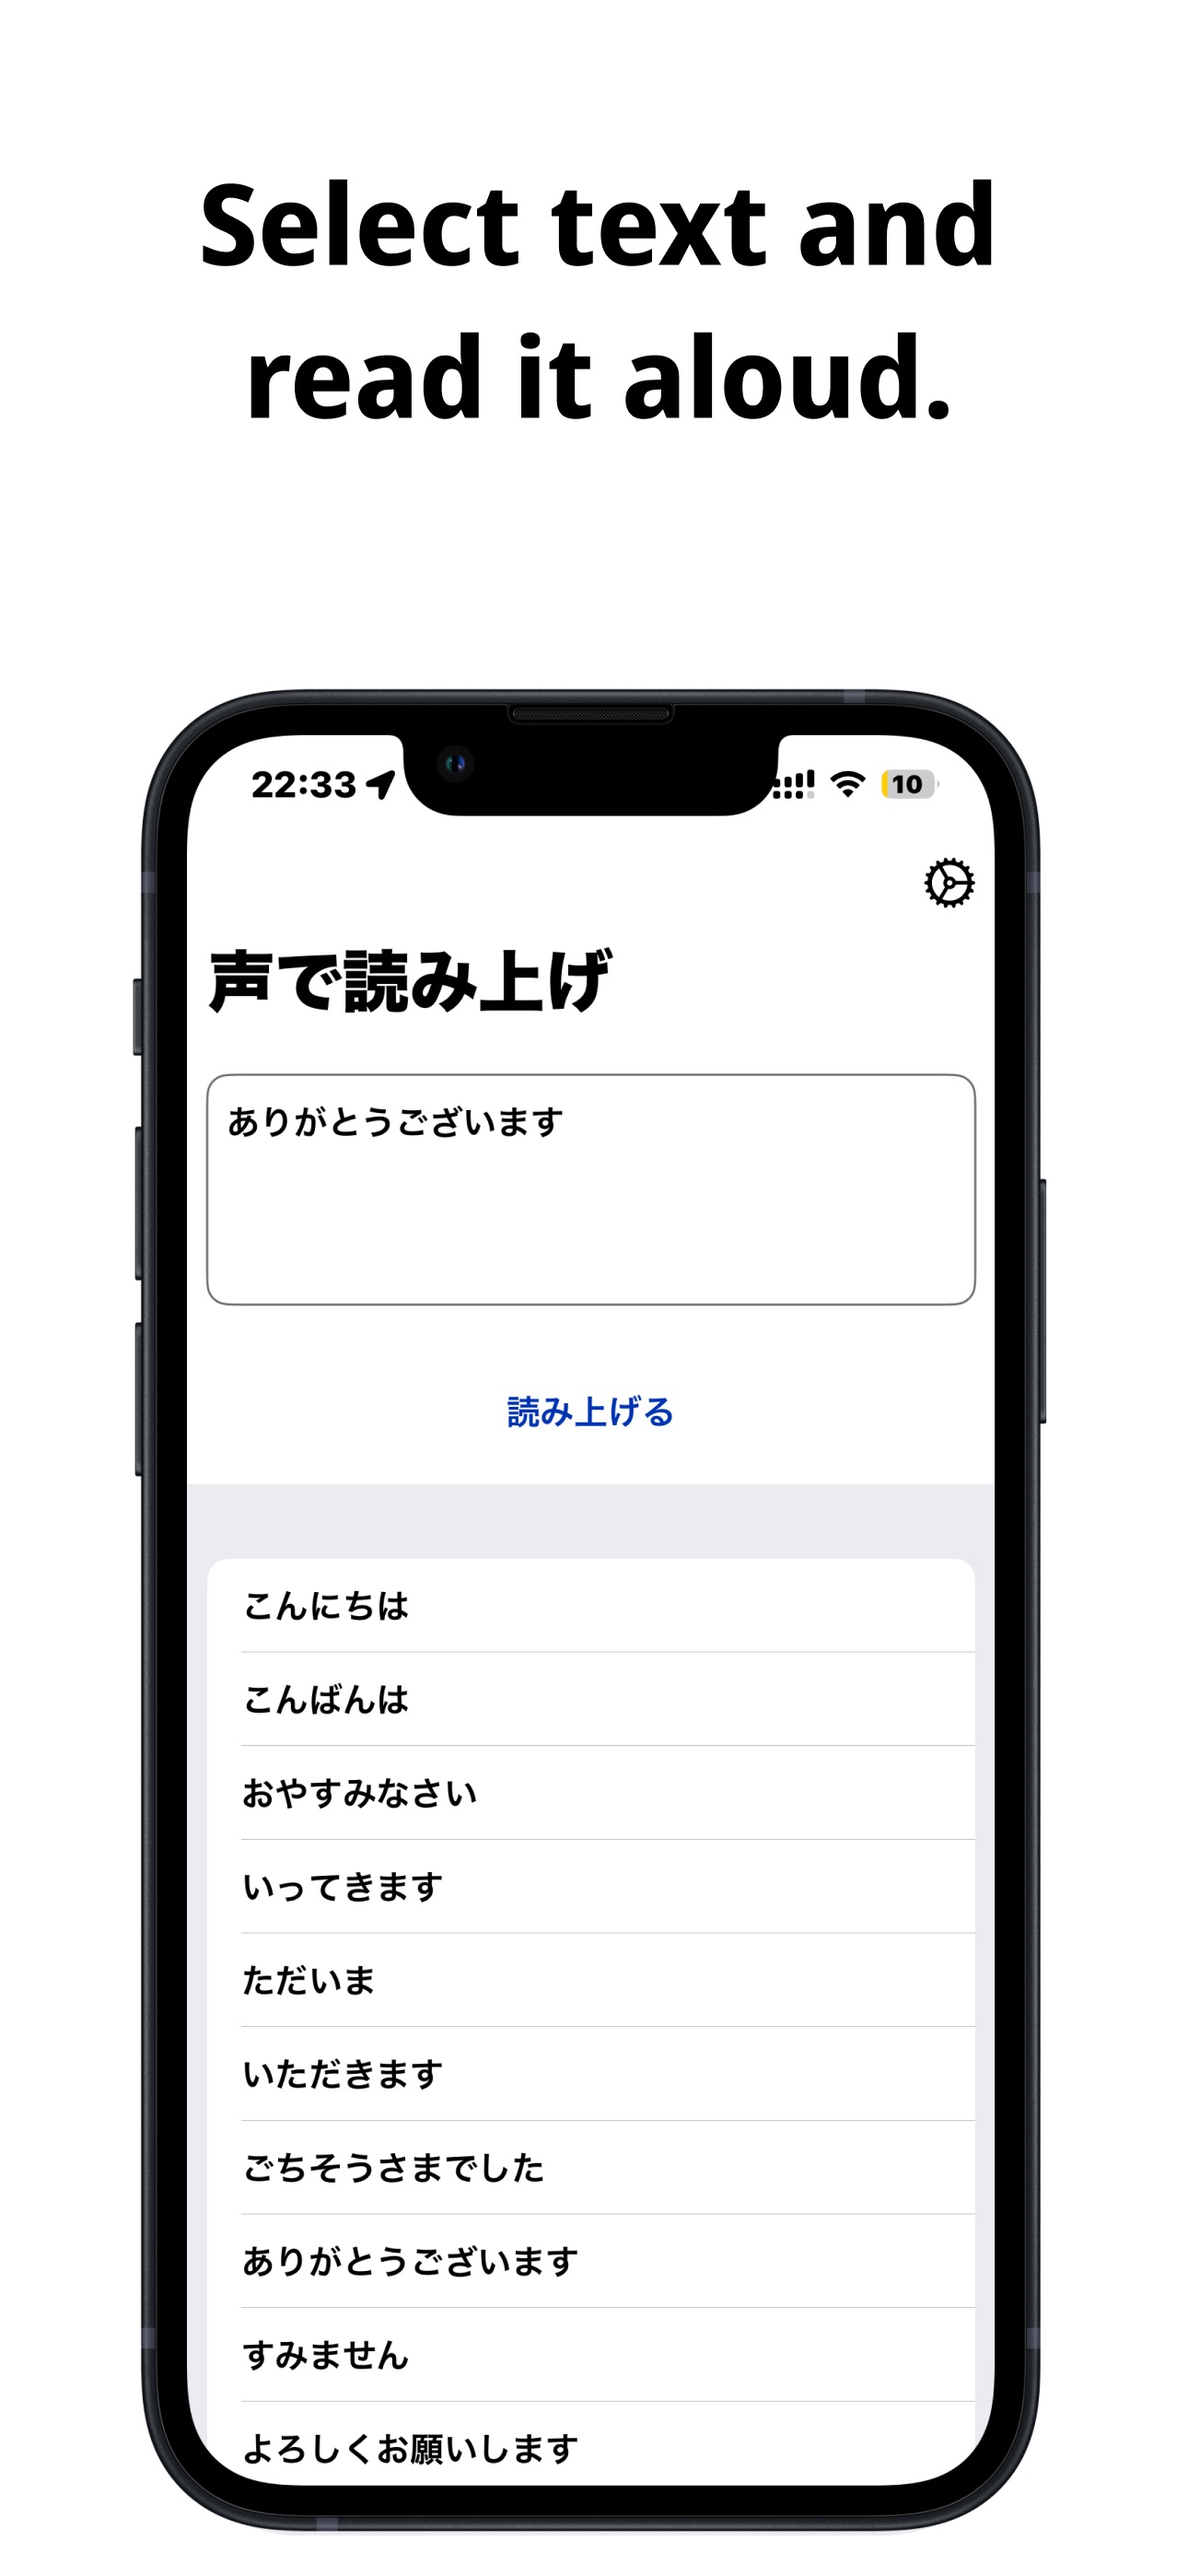 Select text and
read it aloud.
22:33
10
声で読み上げ
ありがとうございます
読み上げる
こんにちは
こんばんは
おやすみなさい
いってきます
ただいま
いただきます
ごちそうさまでした
ありがとうございます
すみません
よろしくお願いします